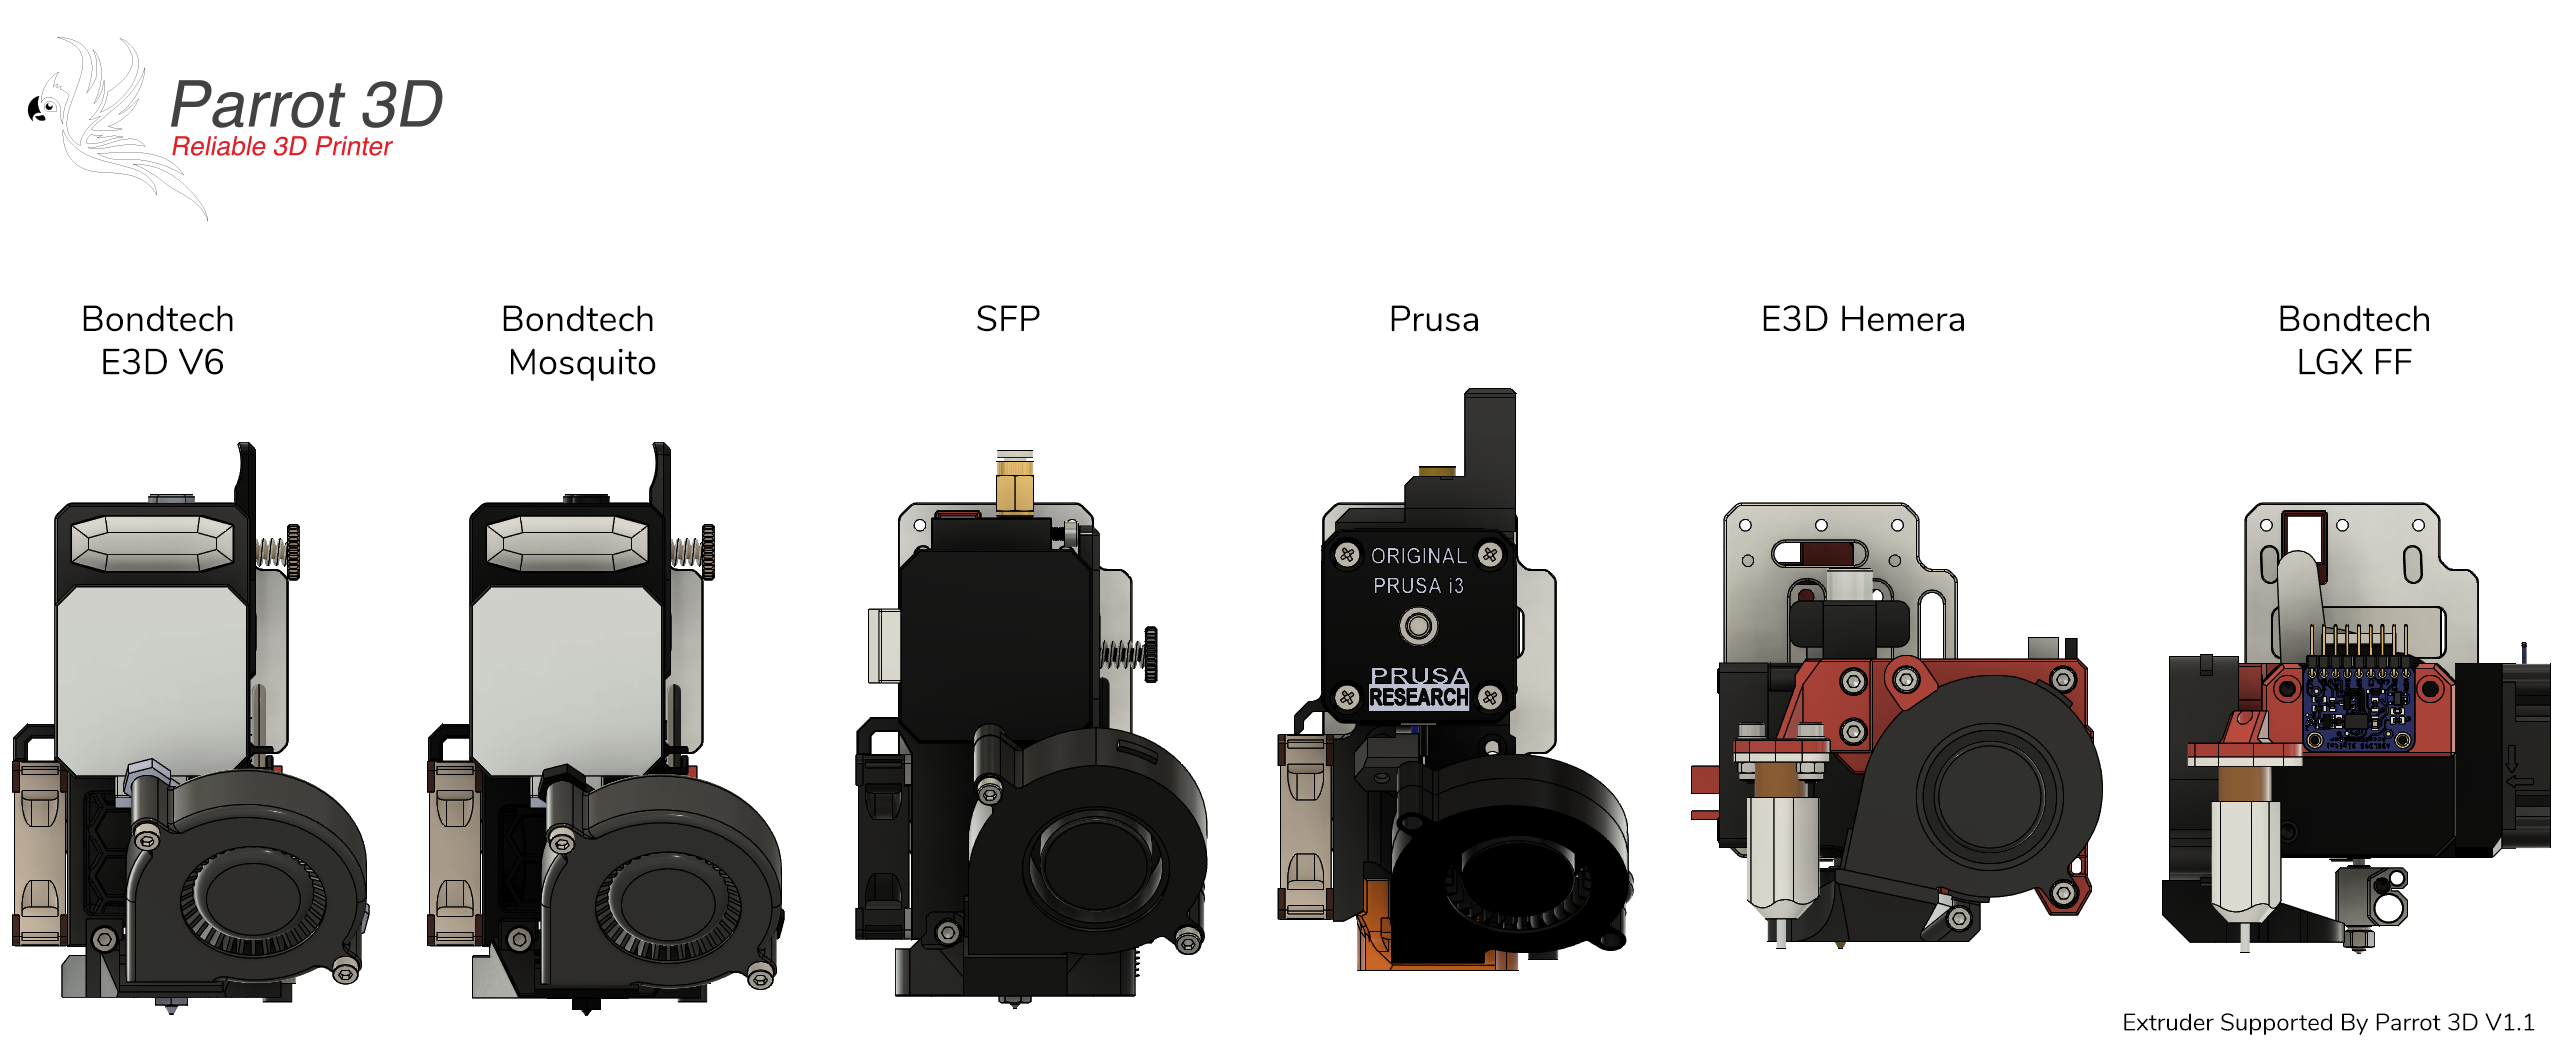 Parrot 3D
Reliable 3D Printer
Bondtech
E3D V6
Bondtech
Mosquito
SFP
Prusa
E3D Hemera
Bondtech
LGX FF
ORIGINAL
PRUSA i3
PRUSA
RESEARCH
Extruder Supported By Parrot 3D V1.1